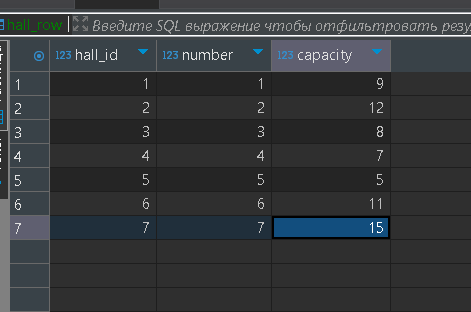 hall_row Введите SQL выражение чтобы отфильтровать резу
123 hall_id 123 number 123 capacity
1 1 1 9
2 2 2 12
3 3 3 8
4 4 4 7
5 5 5 5
6 6 6 11
7 7 7 15